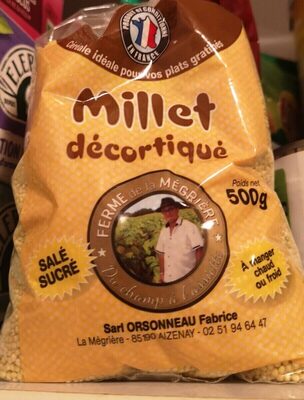 PRODUIT ET CONDITIONNÉ
EN FRANCE
Céréale idéale pour vos plats gratinés
Millet
décortiqué
Poids net
500g
FERME de la MÉGRIÈRE
Du champ à l'assiette
SALÉ
SUCRÉ
A manger
chaud
ou froid
Sarl ORSONNEAU Fabrice
La Mégrière - 85190 AIZENAY - 02 51 94 64 47